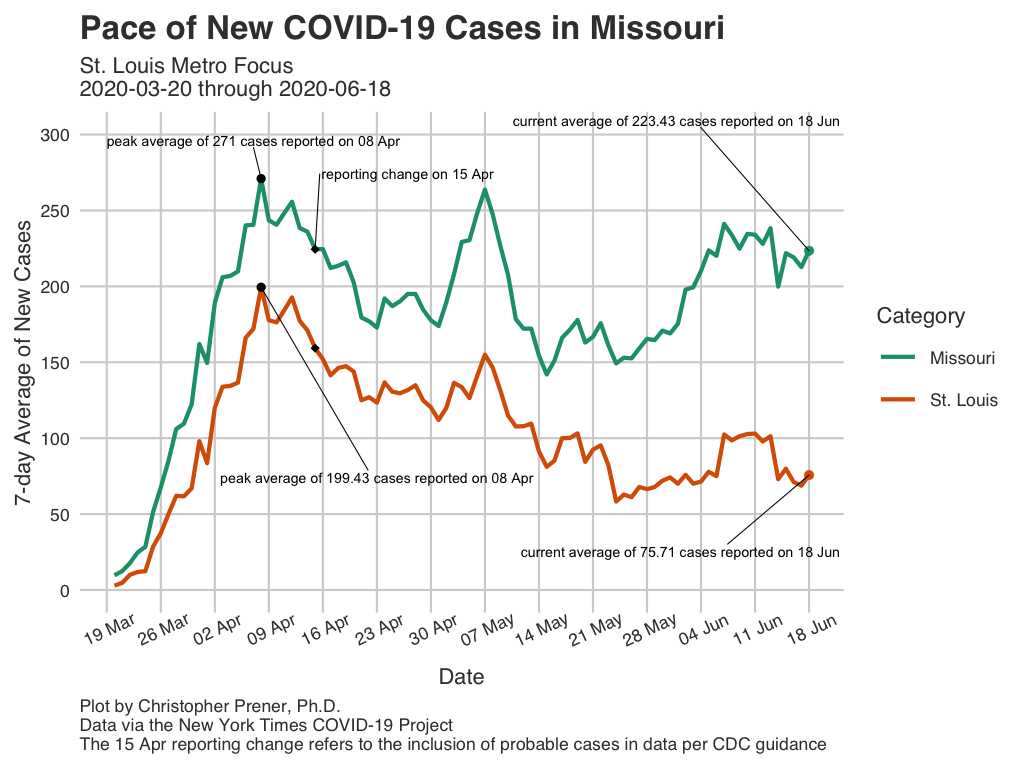 Pace of New COVID-19 Cases in Missouri
St. Louis Metro Focus
2020-03-20 through 2020-06-18
current average of 223.43 cases reported on 18 Jun
peak average of 271 cases reported on 08 Apr
reporting change on 15 Apr
peak average of 199.43 cases reported on 08 Apr
current average of 75.71 cases reported on 18 Jun
7-day Average of New Cases
300
250
200
150
100
50
0
19 Mar
26 Mar
02 Apr
09 Apr
16 Apr
23 Apr
30 Apr
07 May
14 May
21 May
28 May
04 Jun
11 Jun
18 Jun
Date
Category
Missouri
St. Louis
Plot by Christopher Prener, Ph.D.
Data via the New York Times COVID-19 Project
The 15 Apr reporting change refers to the inclusion of probable cases in data per CDC guidance